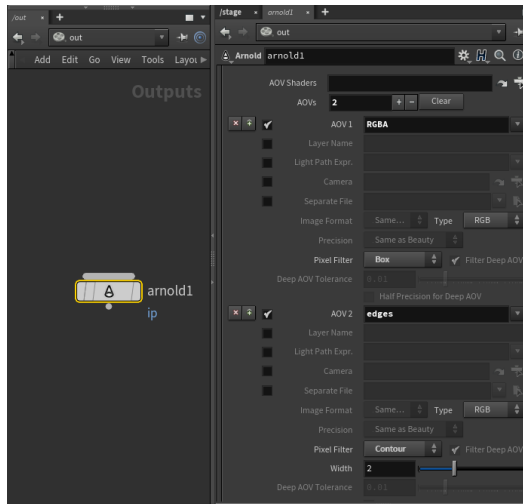 /out
out
Add Edit Go View Tools
Outputs
arnold1
ip
/stage arnold1
out
Arnold arnold1
AOV Shaders
AOVs 2 + - Clear
AOV 1 RGBA
Layer Name
Light Path Expr.
Camera
Separate File
Image Format Same... Type RGB
Precision Same as Beauty
Pixel Filter Box Filter Deep AOV
Deep AOV Tolerance 0.01
Half Precision for Deep AOV
AOV 2 edges
Layer Name
Light Path Expr.
Camera
Separate File
Image Format Same... Type RGB
Precision Same as Beauty
Pixel Filter Contour Filter Deep AOV
Width 2
Deep AOV Tolerance 0.01